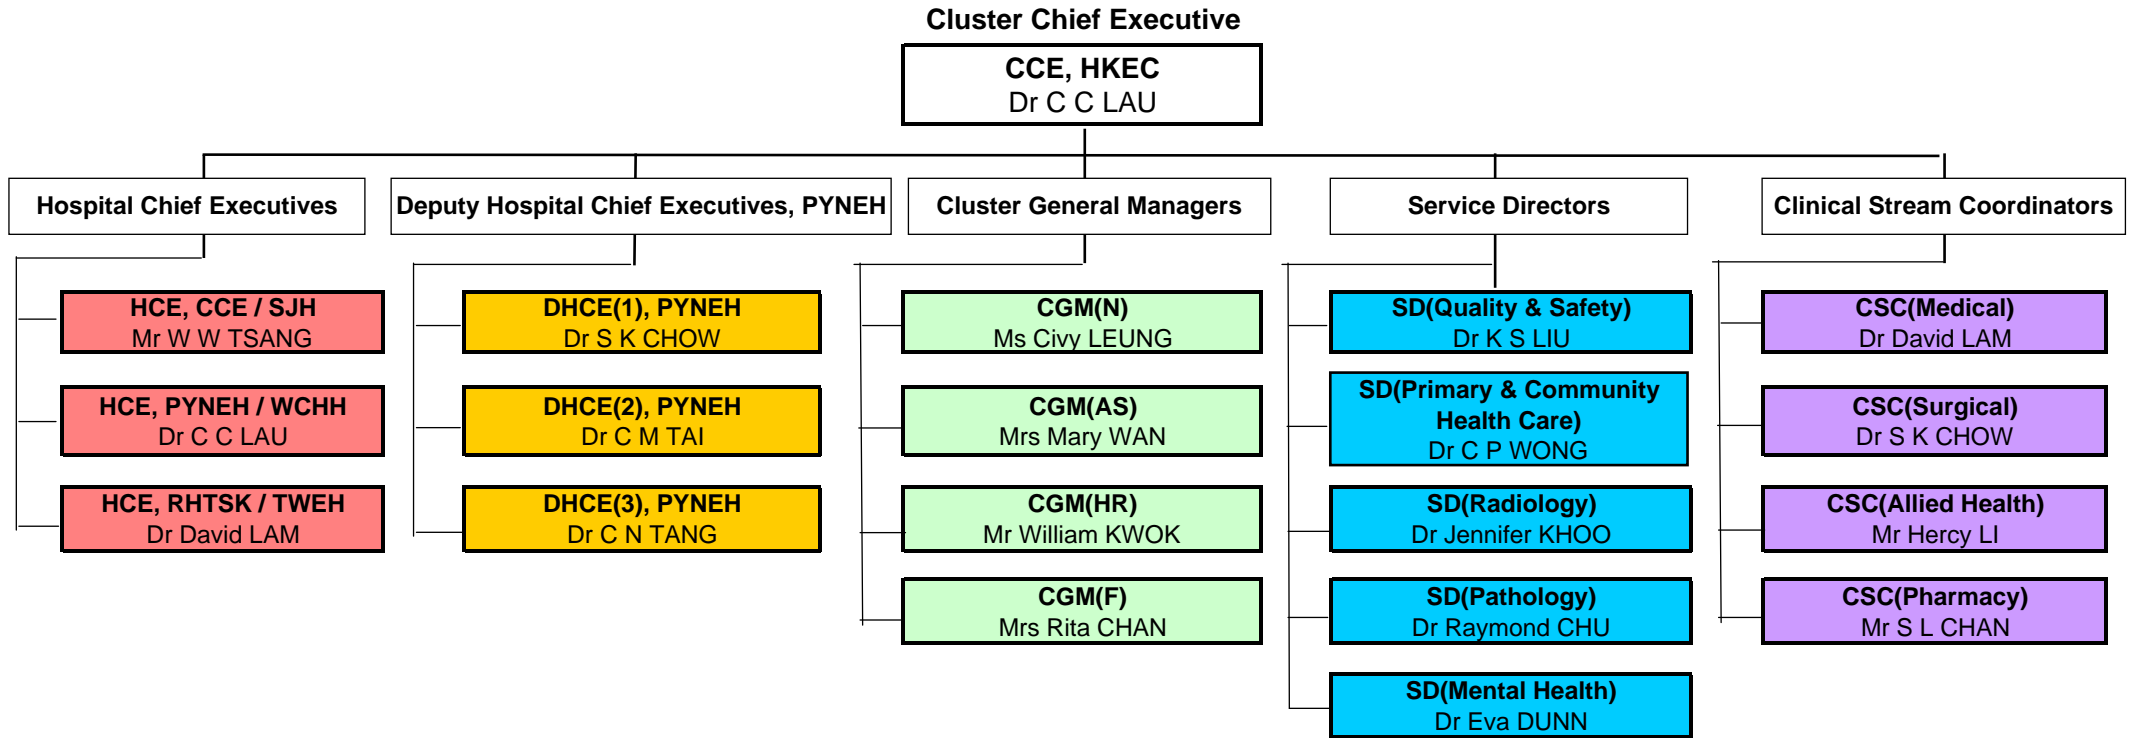 Cluster Chief Executive
CCE, HKEC
Dr C C LAU
Hospital Chief Executives
Deputy Hospital Chief Executives, PYNEH
Cluster General Managers
Service Directors
Clinical Stream Coordinators
HCE, CCE / SJH
Mr W W TSANG
HCE, PYNEH / WCHH
Dr C C LAU
HCE, RHTSK / TWEH
Dr David LAM
DHCE(1), PYNEH
Dr S K CHOW
DHCE(2), PYNEH
Dr C M TAI
DHCE(3), PYNEH
Dr C N TANG
CGM(N)
Ms Civy LEUNG
CGM(AS)
Mrs Mary WAN
CGM(HR)
Mr William KWOK
CGM(F)
Mrs Rita CHAN
SD(Quality & Safety)
Dr K S LIU
SD(Primary & Community
Health Care)
Dr C P WONG
SD(Radiology)
Dr Jennifer KHOO
SD(Pathology)
Dr Raymond CHU
SD(Mental Health)
Dr Eva DUNN
CSC(Medical)
Dr David LAM
CSC(Surgical)
Dr S K CHOW
CSC(Allied Health)
Mr Hercy LI
CSC(Pharmacy)
Mr S L CHAN